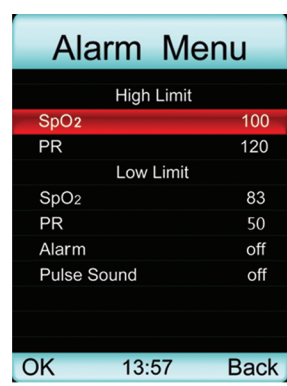 Alarm Menu
High Limit
SpO2 100
PR 120
Low Limit
SpO2 83
PR 50
Alarm off
Pulse Sound off
OK 13:57 Back